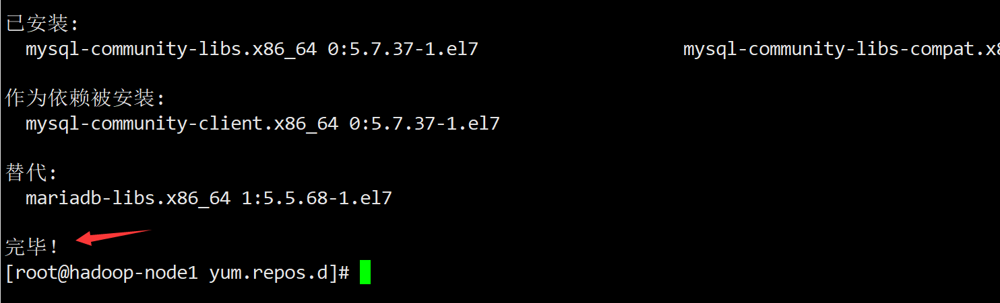 已安装:
mysql-community-libs.x86_64 0:5.7.37-1.el7 mysql-community-libs-compat.x8
作为依赖被安装:
mysql-community-client.x86_64 0:5.7.37-1.el7
替代:
mariadb-libs.x86_64 1:5.5.68-1.el7
完毕！
[root@hadoop-node1 yum.repos.d]#